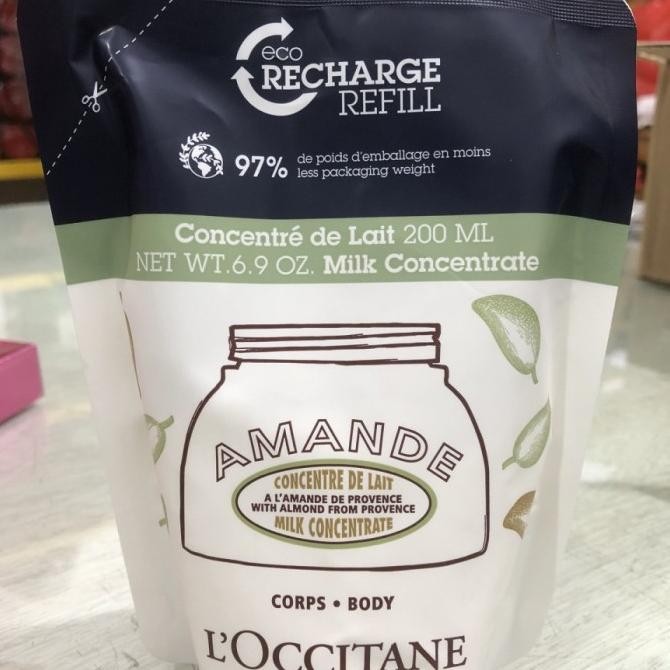 eco
RECHARGE
REFILL
97% de poids d'emballage en moins
less packaging weight
Concentré de Lait 200 ML
NET WT.6.9 OZ. Milk Concentrate
AMANDE
CONCENTRE DE LAIT
A L'AMANDE DE PROVENCE
WITH ALMOND FROM PROVENCE
MILK CONCENTRATE
CORPS • BODY
L'OCCITANE